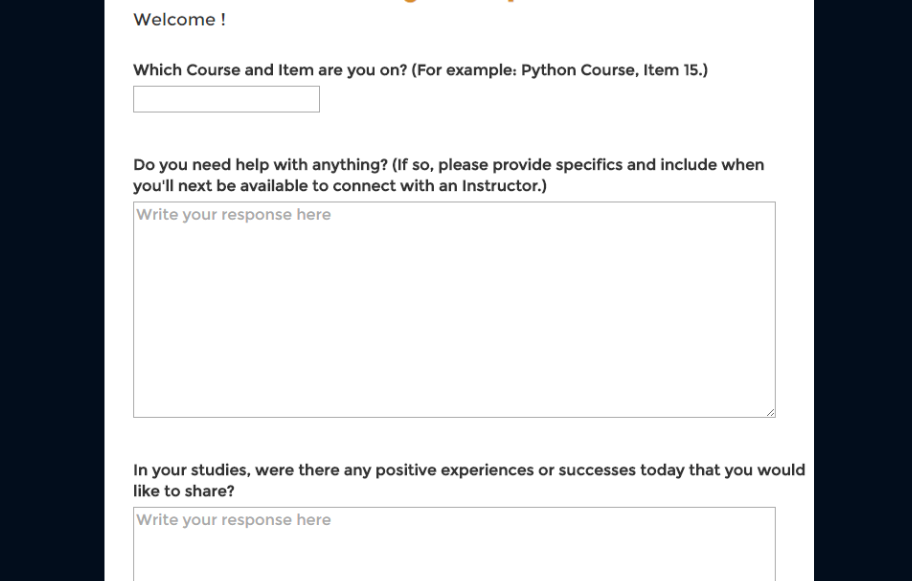 Welcome !
Which Course and Item are you on? (For example: Python Course, Item 15.)
Do you need help with anything? (If so, please provide specifics and include when
you'll next be available to connect with an Instructor.)
Write your response here
In your studies, were there any positive experiences or successes today that you would
like to share?
Write your response here